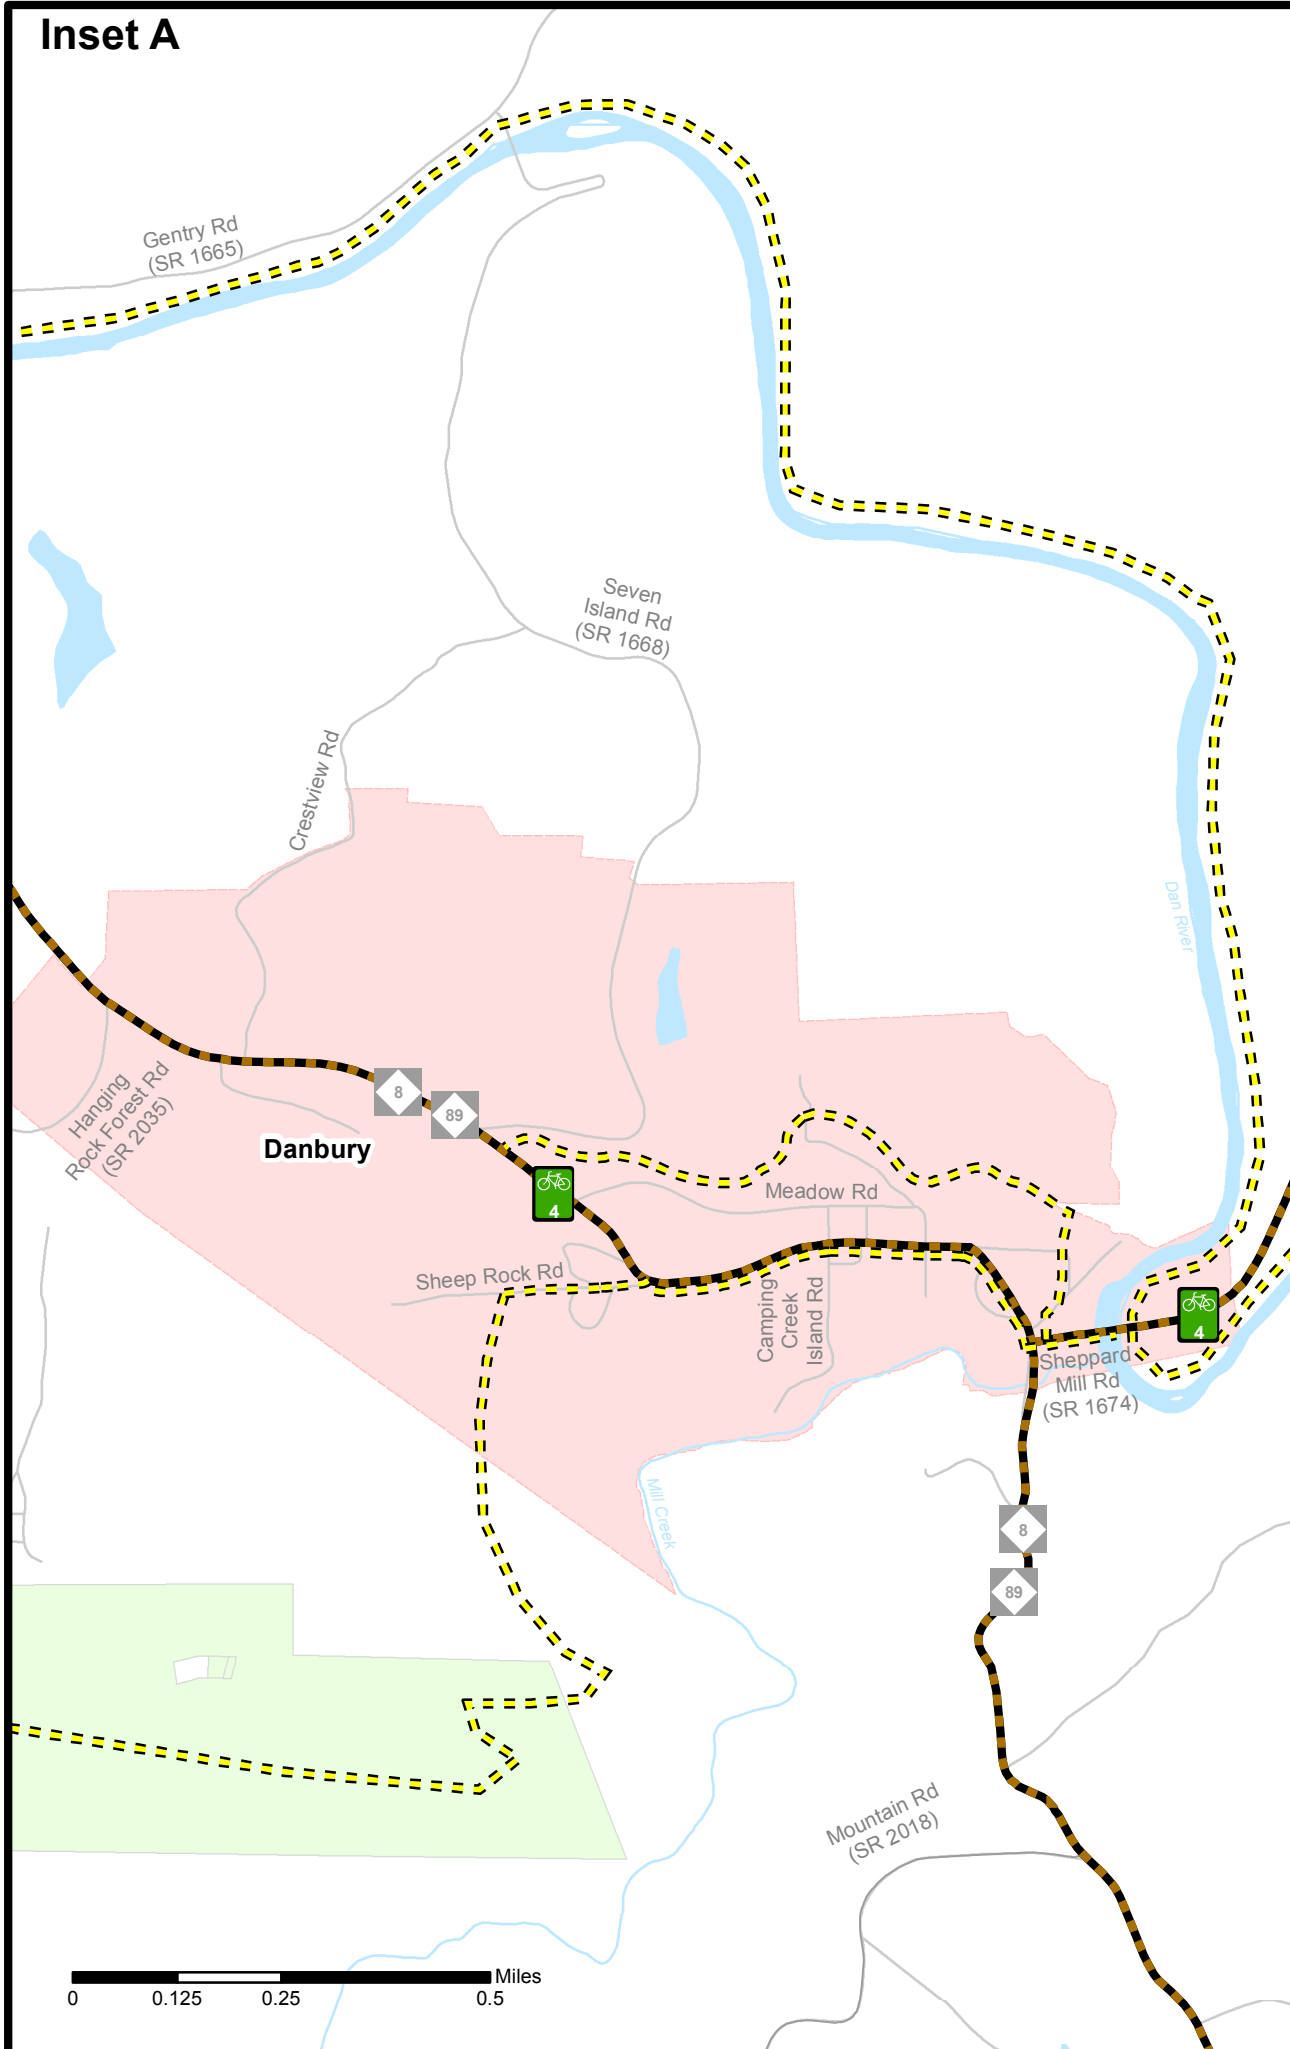 Inset A
Gentry Rd
(SR 1665)
Seven
Island Rd
(SR 1668)
Crestview Rd
Dan River
Hanging
Rock Forest Rd
(SR 2035)
8
89
Danbury
4
Meadow Rd
Sheep Rock Rd
Camping
Creek
Island Rd
4
Sheppard
Mill Rd
(SR 1674)
Mill Creek
8
89
Mountain Rd
(SR 2018)
Miles
0 0.125 0.25 0.5